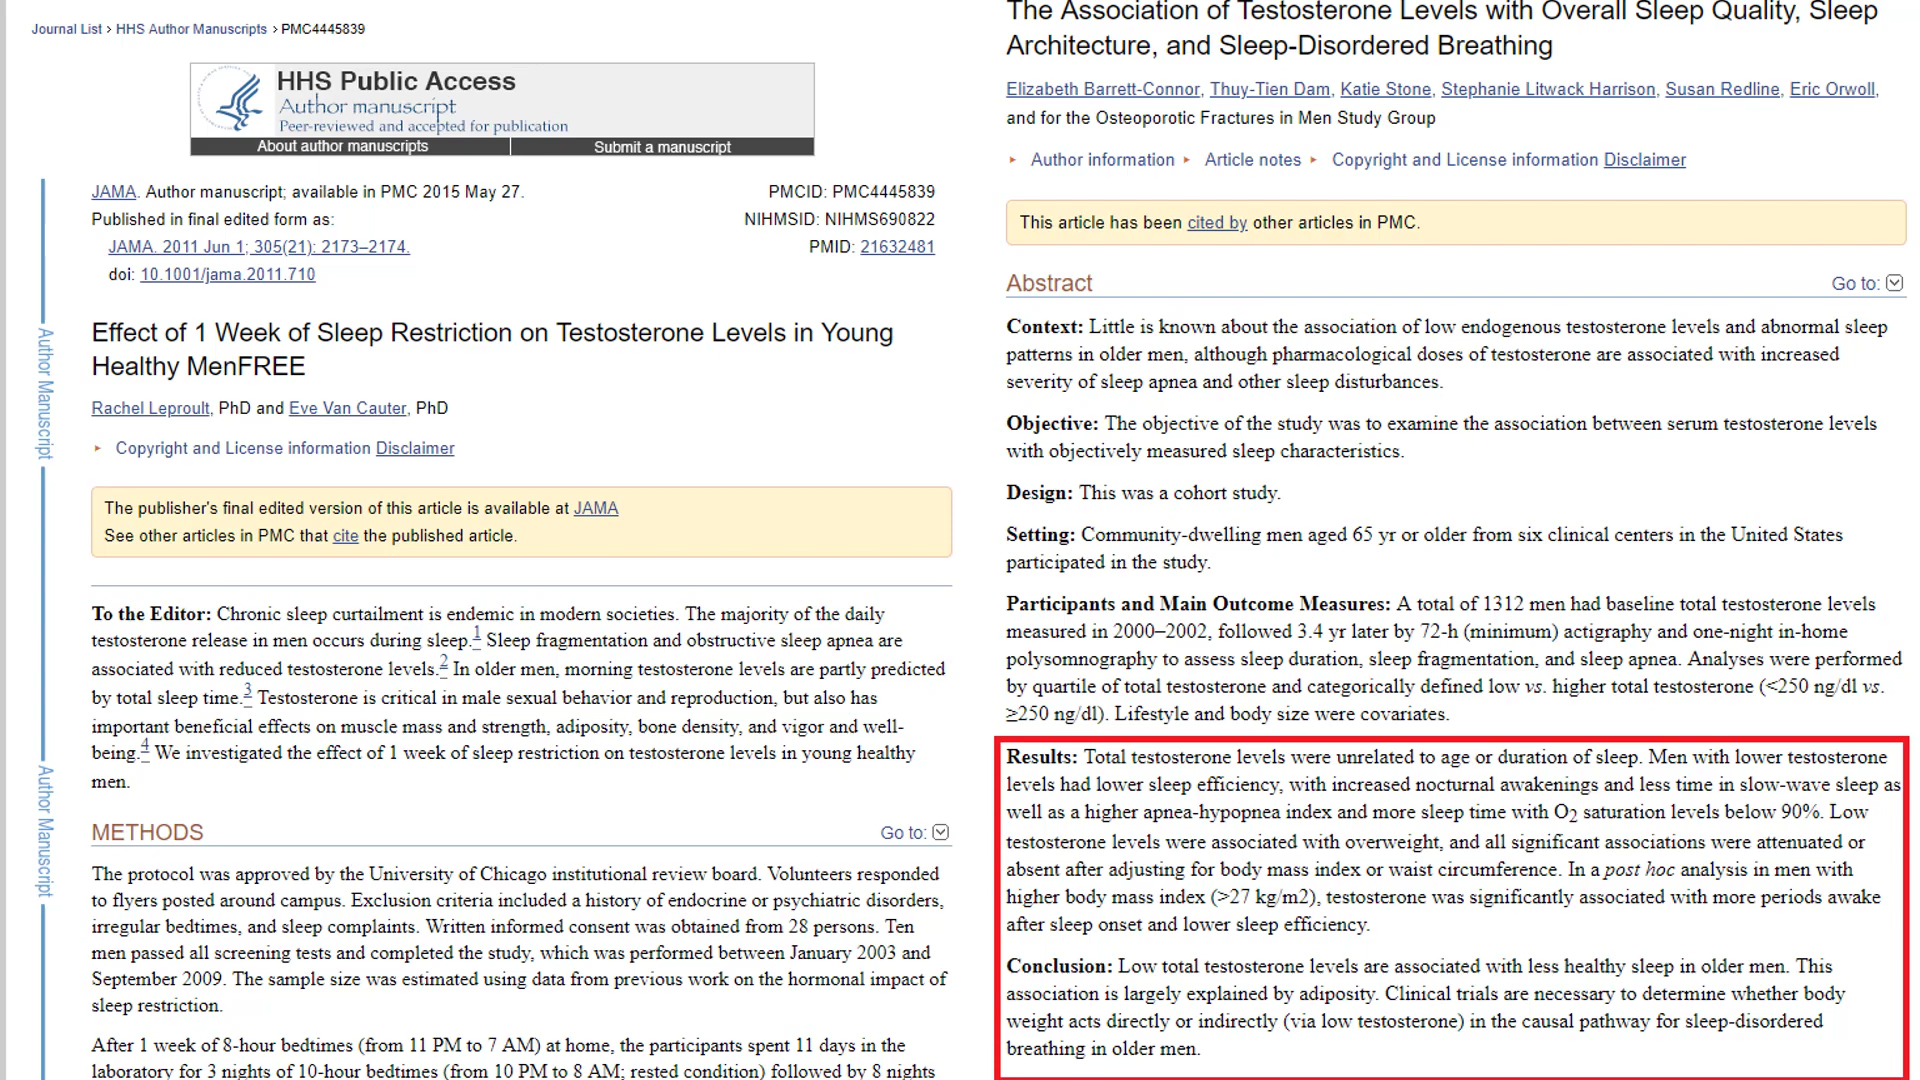 Journal List > HHS Author Manuscripts > PMC4445839
HHS Public Access
Author manuscript
Peer-reviewed and accepted for publication
About author manuscripts
Submit a manuscript
Author Manuscript
Author Manuscript
JAMA. Author manuscript; available in PMC 2015 May 27.
Published in final edited form as:
JAMA. 2011 Jun 1; 305(21): 2173–2174.
doi: 10.1001/jama.2011.710
PMCID: PMC4445839
NIHMSID: NIHMS690822
PMID: 21632481
Effect of 1 Week of Sleep Restriction on Testosterone Levels in Young
Healthy MenFREE
Rachel Leproult, PhD and Eve Van Cauter, PhD
▸ Copyright and License information Disclaimer
The publisher's final edited version of this article is available at JAMA
See other articles in PMC that cite the published article.
To the Editor: Chronic sleep curtailment is endemic in modern societies. The majority of the daily
testosterone release in men occurs during sleep.1 Sleep fragmentation and obstructive sleep apnea are
associated with reduced testosterone levels.2 In older men, morning testosterone levels are partly predicted
by total sleep time.3 Testosterone is critical in male sexual behavior and reproduction, but also has
important beneficial effects on muscle mass and strength, adiposity, bone density, and vigor and well-
being.4 We investigated the effect of 1 week of sleep restriction on testosterone levels in young healthy
men.
METHODS
Go to:
The protocol was approved by the University of Chicago institutional review board. Volunteers responded
to flyers posted around campus. Exclusion criteria included a history of endocrine or psychiatric disorders,
irregular bedtimes, and sleep complaints. Written informed consent was obtained from 28 persons. Ten
men passed all screening tests and completed the study, which was performed between January 2003 and
September 2009. The sample size was estimated using data from previous work on the hormonal impact of
sleep restriction.
After 1 week of 8-hour bedtimes (from 11 PM to 7 AM) at home, the participants spent 11 days in the
laboratory for 3 nights of 10-hour bedtimes (from 10 PM to 8 AM; rested condition) followed by 8 nights
The Association of Testosterone Levels with Overall Sleep Quality, Sleep
Architecture, and Sleep-Disordered Breathing
Elizabeth Barrett-Connor, Thuy-Tien Dam, Katie Stone, Stephanie Litwack Harrison, Susan Redline, Eric Orwoll,
and for the Osteoporotic Fractures in Men Study Group
▸ Author information ▸ Article notes ▸ Copyright and License information Disclaimer
This article has been cited by other articles in PMC.
Abstract
Go to:
Context: Little is known about the association of low endogenous testosterone levels and abnormal sleep
patterns in older men, although pharmacological doses of testosterone are associated with increased
severity of sleep apnea and other sleep disturbances.
Objective: The objective of the study was to examine the association between serum testosterone levels
with objectively measured sleep characteristics.
Design: This was a cohort study.
Setting: Community-dwelling men aged 65 yr or older from six clinical centers in the United States
participated in the study.
Participants and Main Outcome Measures: A total of 1312 men had baseline total testosterone levels
measured in 2000–2002, followed 3.4 yr later by 72-h (minimum) actigraphy and one-night in-home
polysomnography to assess sleep duration, sleep fragmentation, and sleep apnea. Analyses were performed
by quartile of total testosterone and categorically defined low vs. higher total testosterone (<250 ng/dl vs.
≥250 ng/dl). Lifestyle and body size were covariates.
Results: Total testosterone levels were unrelated to age or duration of sleep. Men with lower testosterone
levels had lower sleep efficiency, with increased nocturnal awakenings and less time in slow-wave sleep as
well as a higher apnea-hypopnea index and more sleep time with O2 saturation levels below 90%. Low
testosterone levels were associated with overweight, and all significant associations were attenuated or
absent after adjusting for body mass index or waist circumference. In a post hoc analysis in men with
higher body mass index (>27 kg/m2), testosterone was significantly associated with more periods awake
after sleep onset and lower sleep efficiency.
Conclusion: Low total testosterone levels are associated with less healthy sleep in older men. This
association is largely explained by adiposity. Clinical trials are necessary to determine whether body
weight acts directly or indirectly (via low testosterone) in the causal pathway for sleep-disordered
breathing in older men.